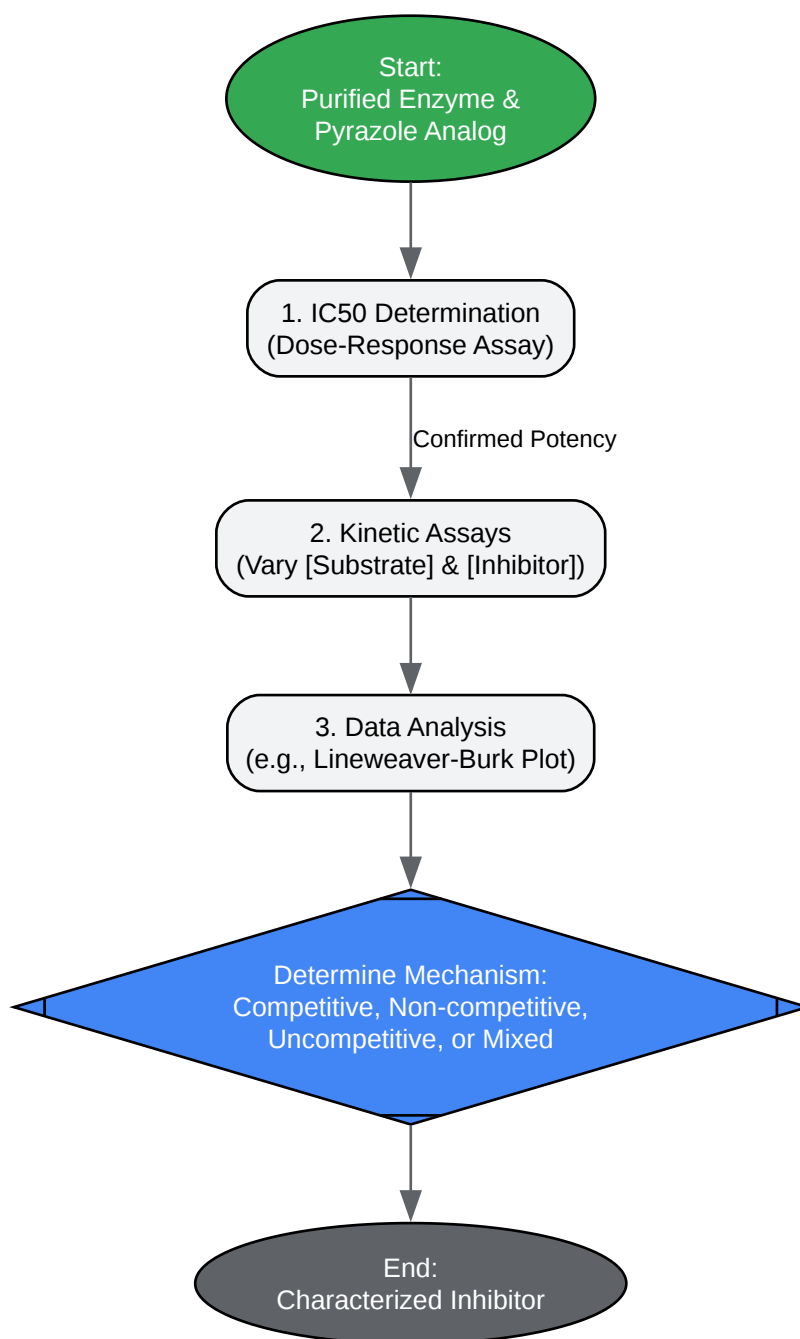 Start:
Purified Enzyme &
Pyrazole Analog
1. IC50 Determination
(Dose-Response Assay)
Confirmed Potency
2. Kinetic Assays
(Vary [Substrate] & [Inhibitor])
3. Data Analysis
(e.g., Lineweaver-Burk Plot)
Determine Mechanism:
Competitive, Non-competitive,
Uncompetitive, or Mixed
End:
Characterized Inhibitor